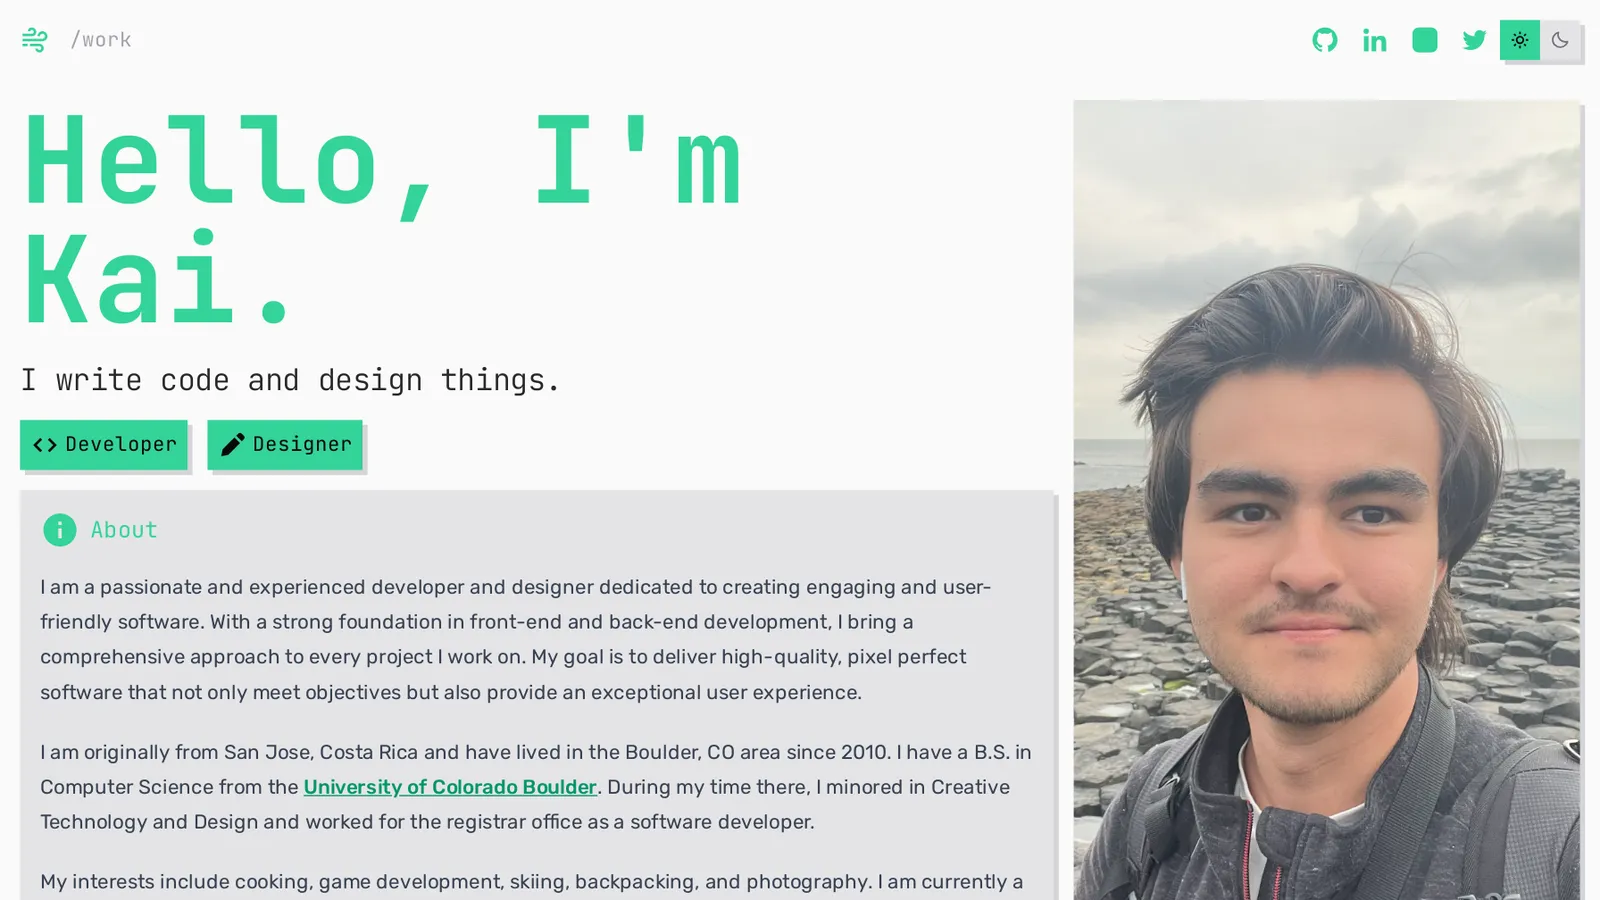 /work
Hello, I'm
Kai.
I write code and design things.
Developer
Designer
About
I am a passionate and experienced developer and designer dedicated to creating engaging and user-
friendly software. With a strong foundation in front-end and back-end development, I bring a
comprehensive approach to every project I work on. My goal is to deliver high-quality, pixel perfect
software that not only meet objectives but also provide an exceptional user experience.
I am originally from San Jose, Costa Rica and have lived in the Boulder, CO area since 2010. I have a B.S. in
Computer Science from the University of Colorado Boulder. During my time there, I minored in Creative
Technology and Design and worked for the registrar office as a software developer.
My interests include cooking, game development, skiing, backpacking, and photography. I am currently a